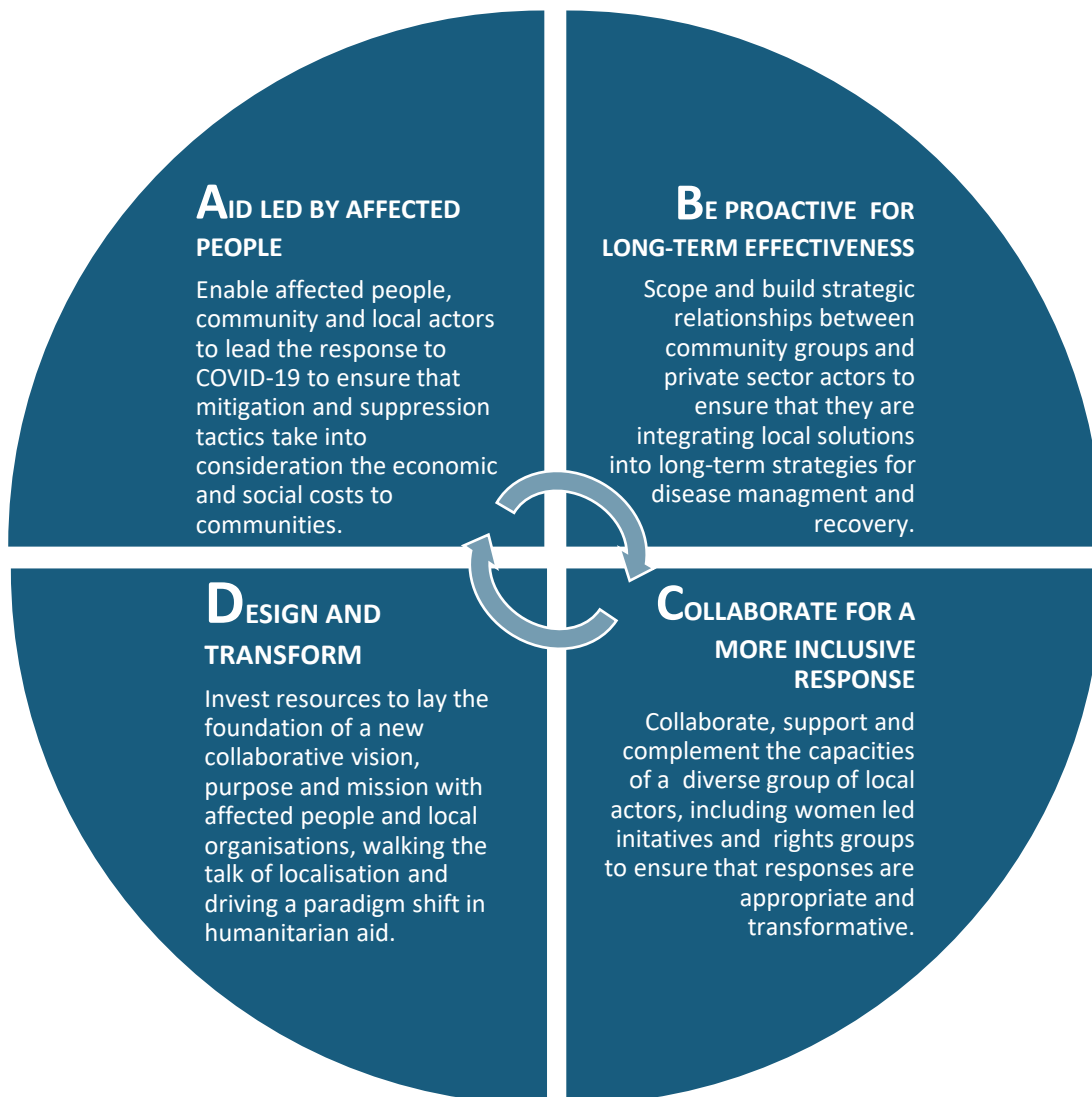 AID LED BY AFFECTED
PEOPLE
Enable affected people,
community and local actors
to lead the response to
COVID-19 to ensure that
mitigation and suppression
tactics take into
consideration the economic
and social costs to
communities.
BE PROACTIVE FOR
LONG-TERM EFFECTIVENESS
Scope and build strategic
relationships between
community groups and
private sector actors to
ensure that they are
integrating local solutions
into long-term strategies for
disease managment and
recovery.
DESIGN AND
TRANSFORM
Invest resources to lay the
foundation of a new
collaborative vision,
purpose and mission with
affected people and local
organisations, walking the
talk of localisation and
driving a paradigm shift in
humanitarian aid.
COLLABORATE FOR A
MORE INCLUSIVE
RESPONSE
Collaborate, support and
complement the capacities
of a diverse group of local
actors, including women led
initatives and rights groups
to ensure that responses are
appropriate and
transformative.